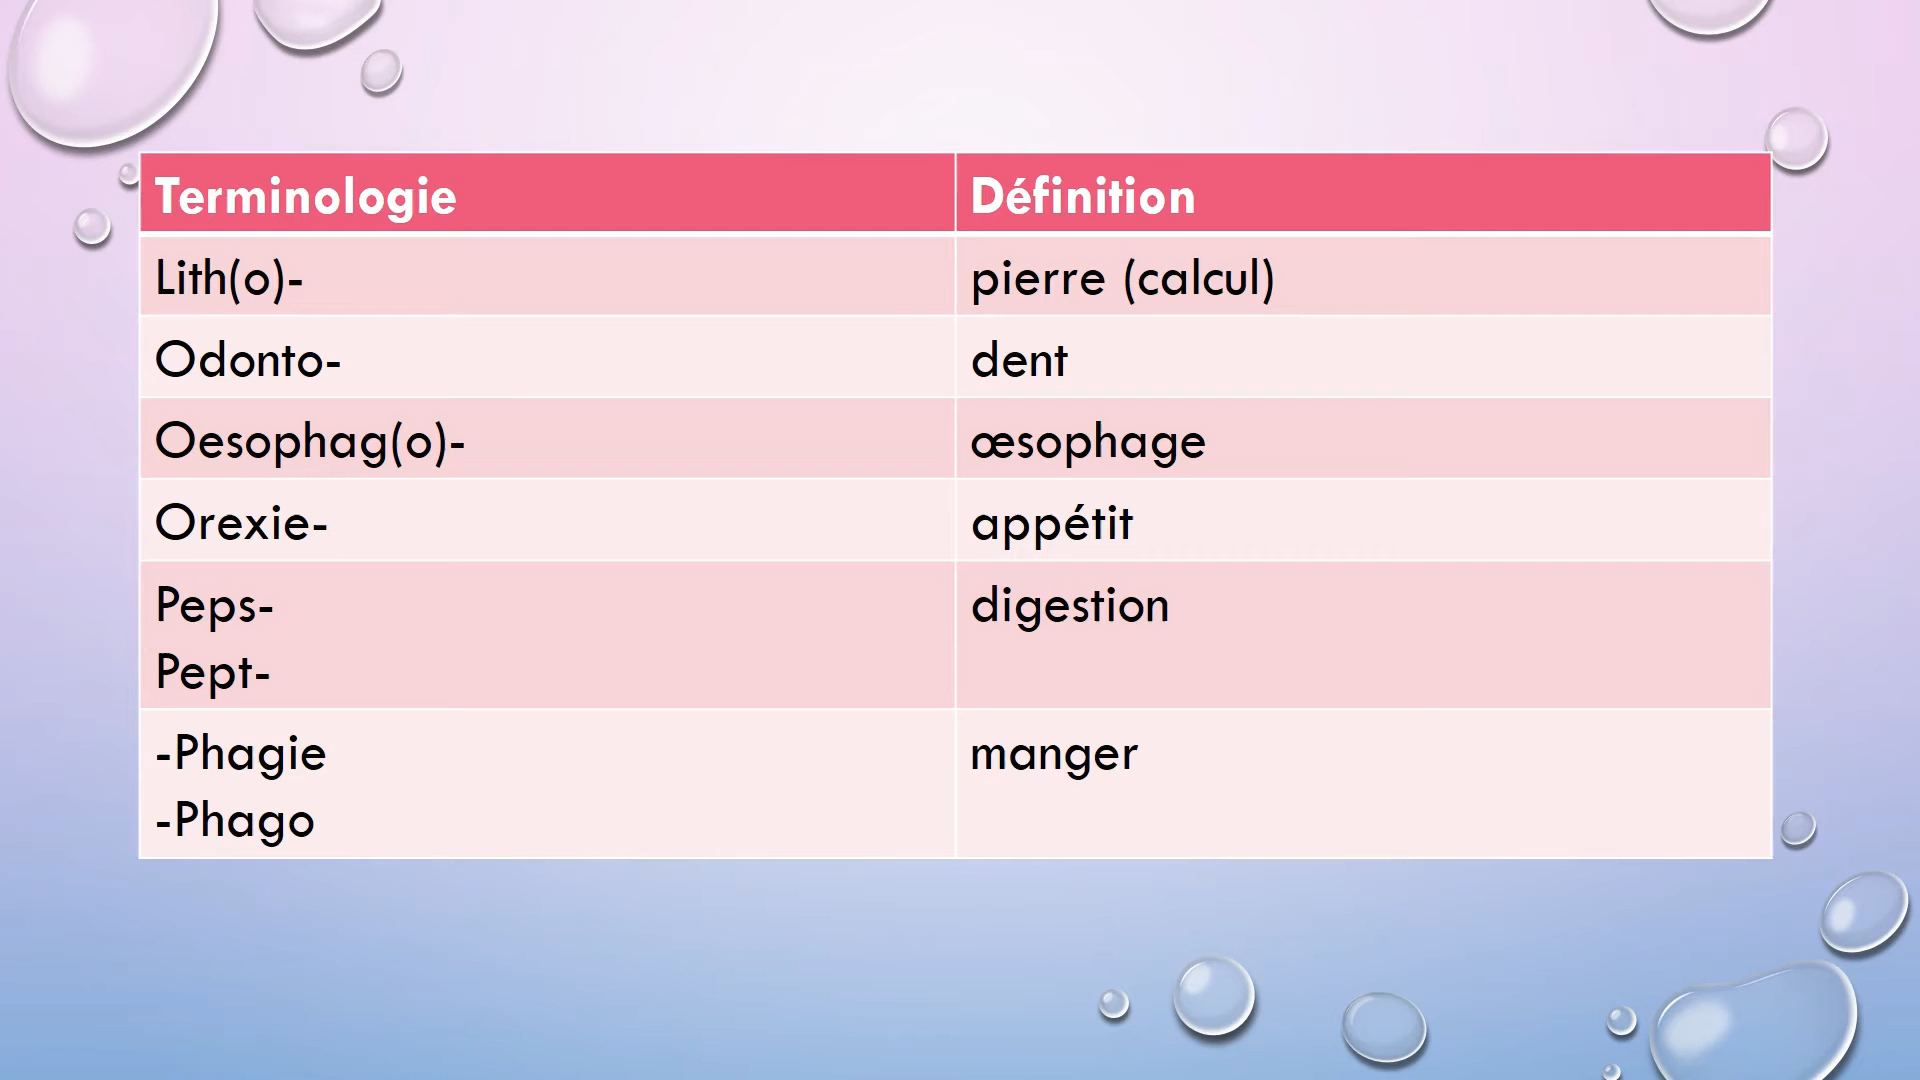 Terminologie Définition
Lith(o)- pierre (calcul)
Odonto- dent
Oesophag(o)- œsophage
Orexie- appétit
Peps- digestion
Pept-
-Phagie manger
-Phago